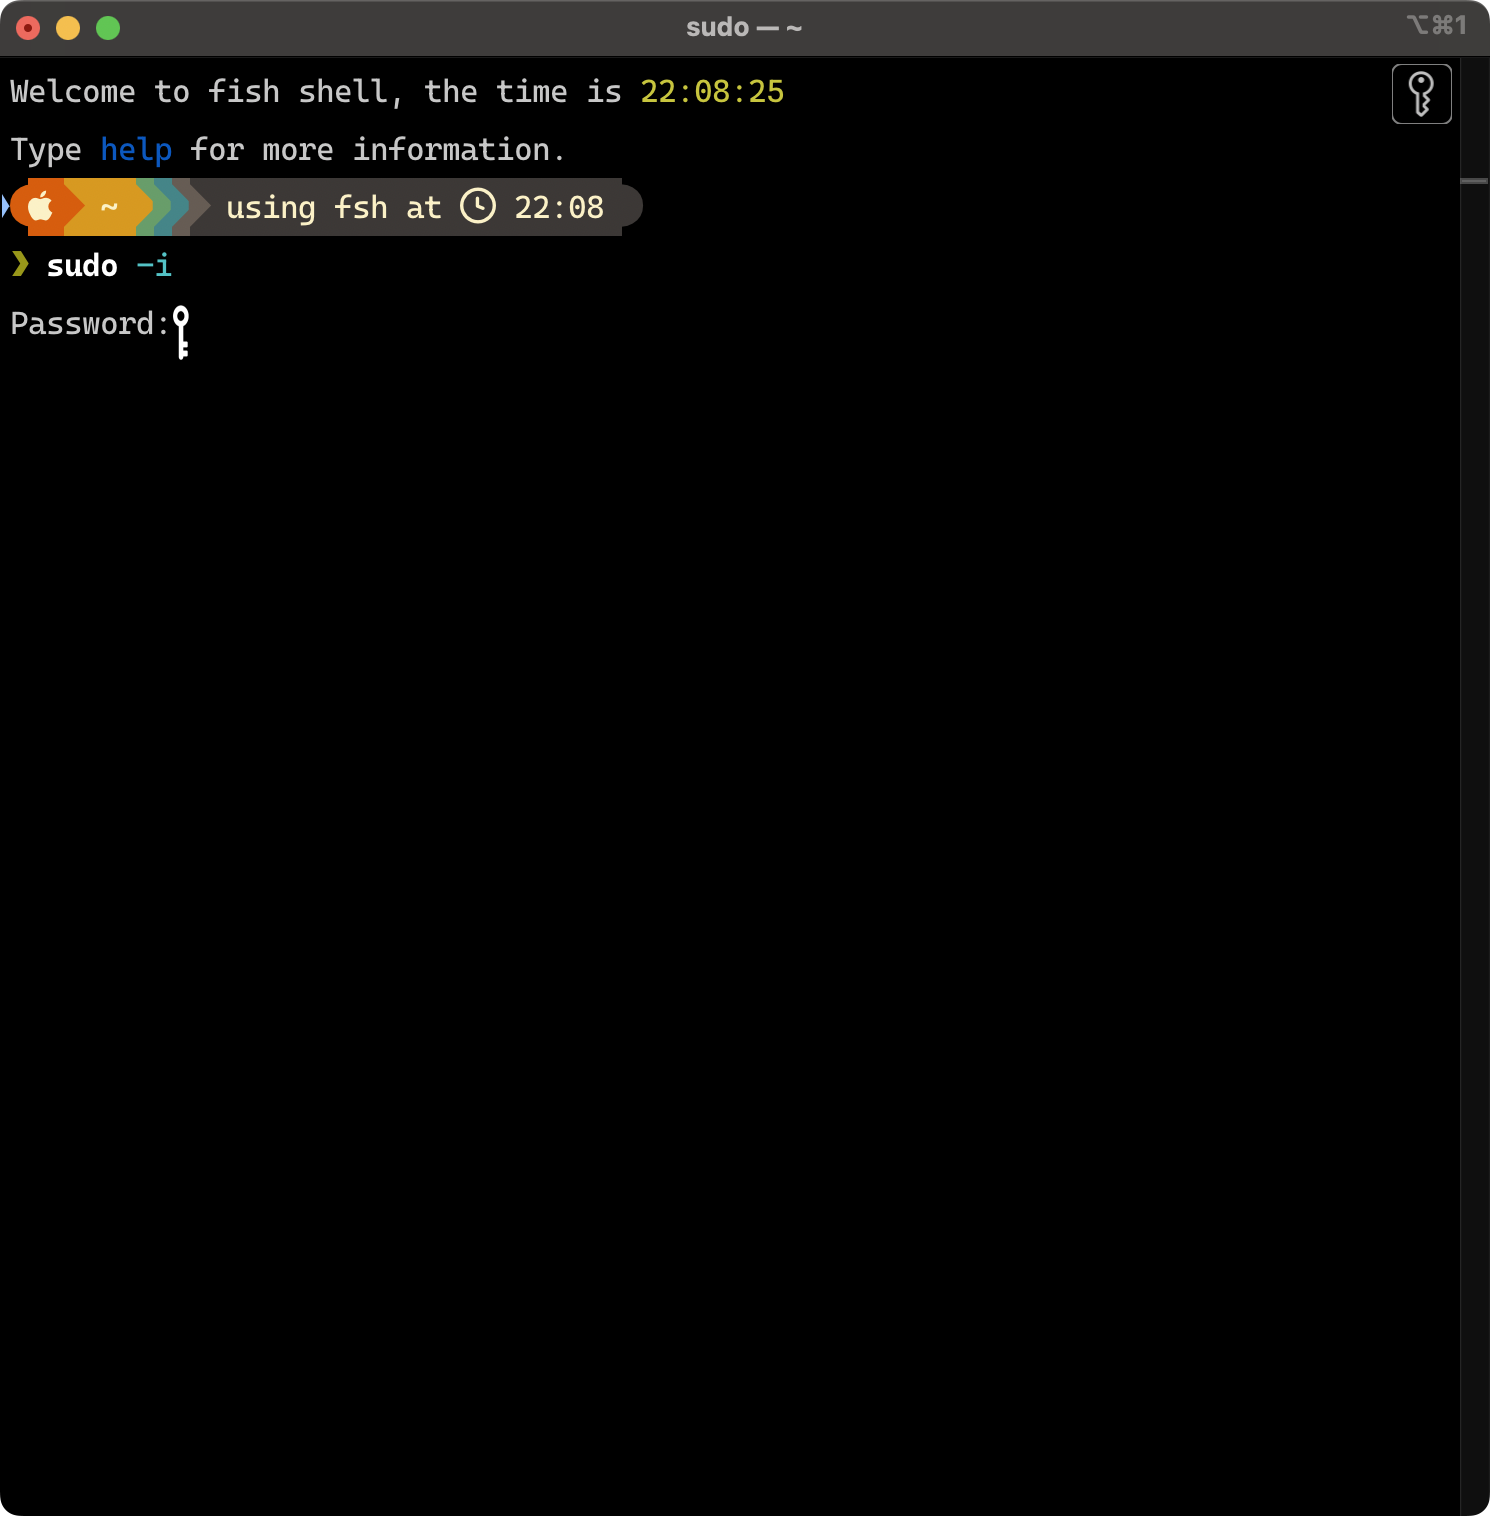 sudo — ~
⌥⌘1
Welcome to fish shell, the time is 22:08:25
Type help for more information.
~ using fsh at 22:08
❯ sudo -i
Password: